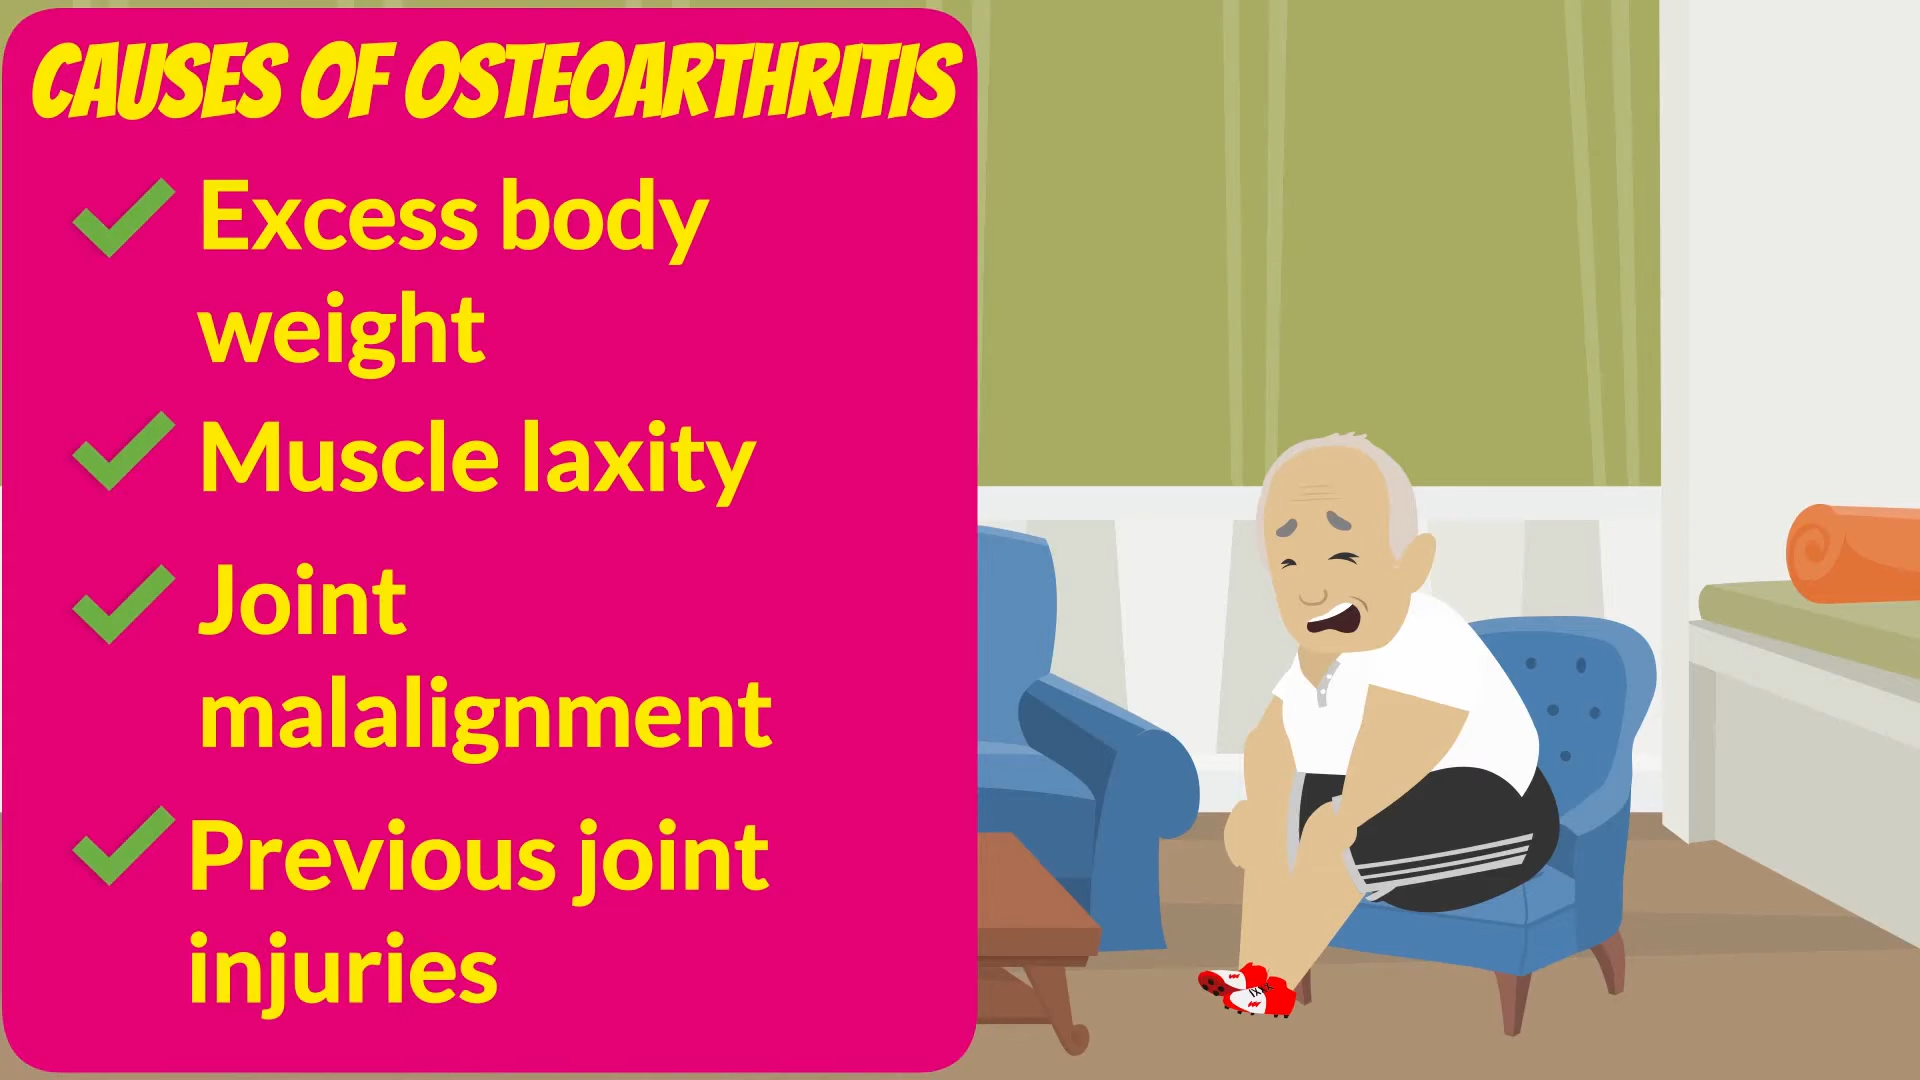 CAUSES OF OSTEOARTHRITIS
Excess body
weight
Muscle laxity
Joint
malalignment
Previous joint
injuries